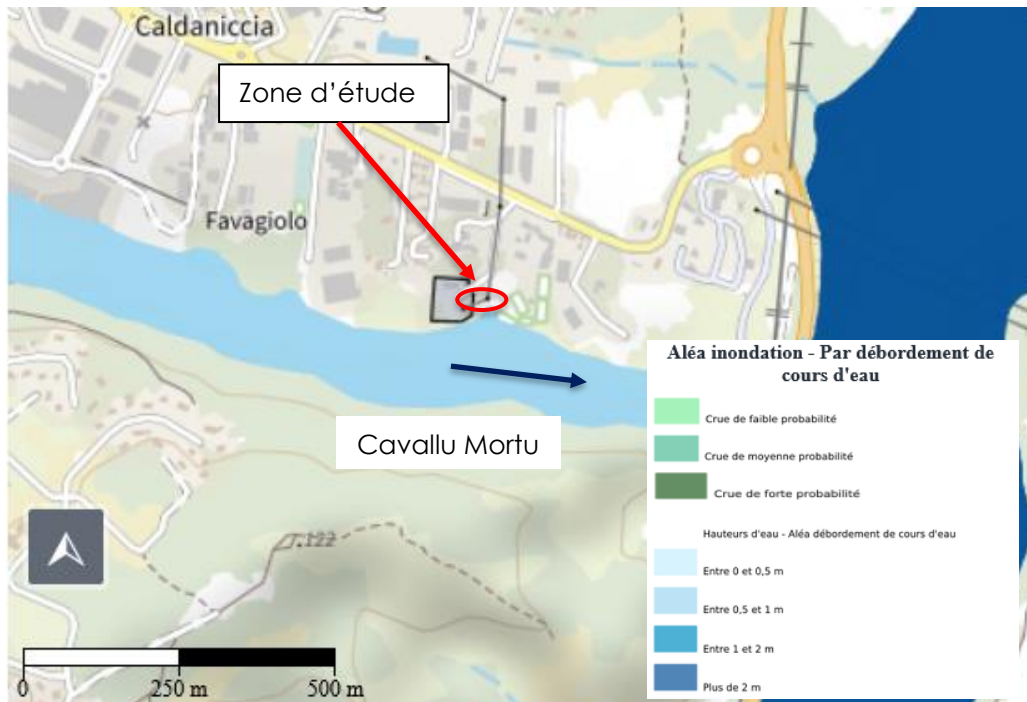 Caldaniccia
Zone d’étude
Favagiolo
Cavallu Mortu
122
0
250 m
500 m
Aléa inondation - Par débordement de
cours d'eau
Crue de faible probabilité
Crue de moyenne probabilité
Crue de forte probabilité
Hauteurs d'eau - Aléa débordement de cours d'eau
Entre 0 et 0,5 m
Entre 0,5 et 1 m
Entre 1 et 2 m
Plus de 2 m